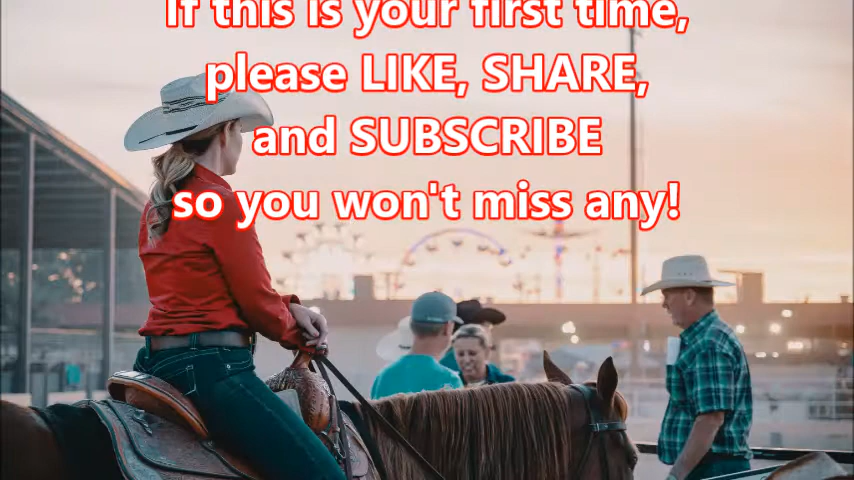 If this is your first time,
please LIKE, SHARE,
and SUBSCRIBE
so you won't miss any!